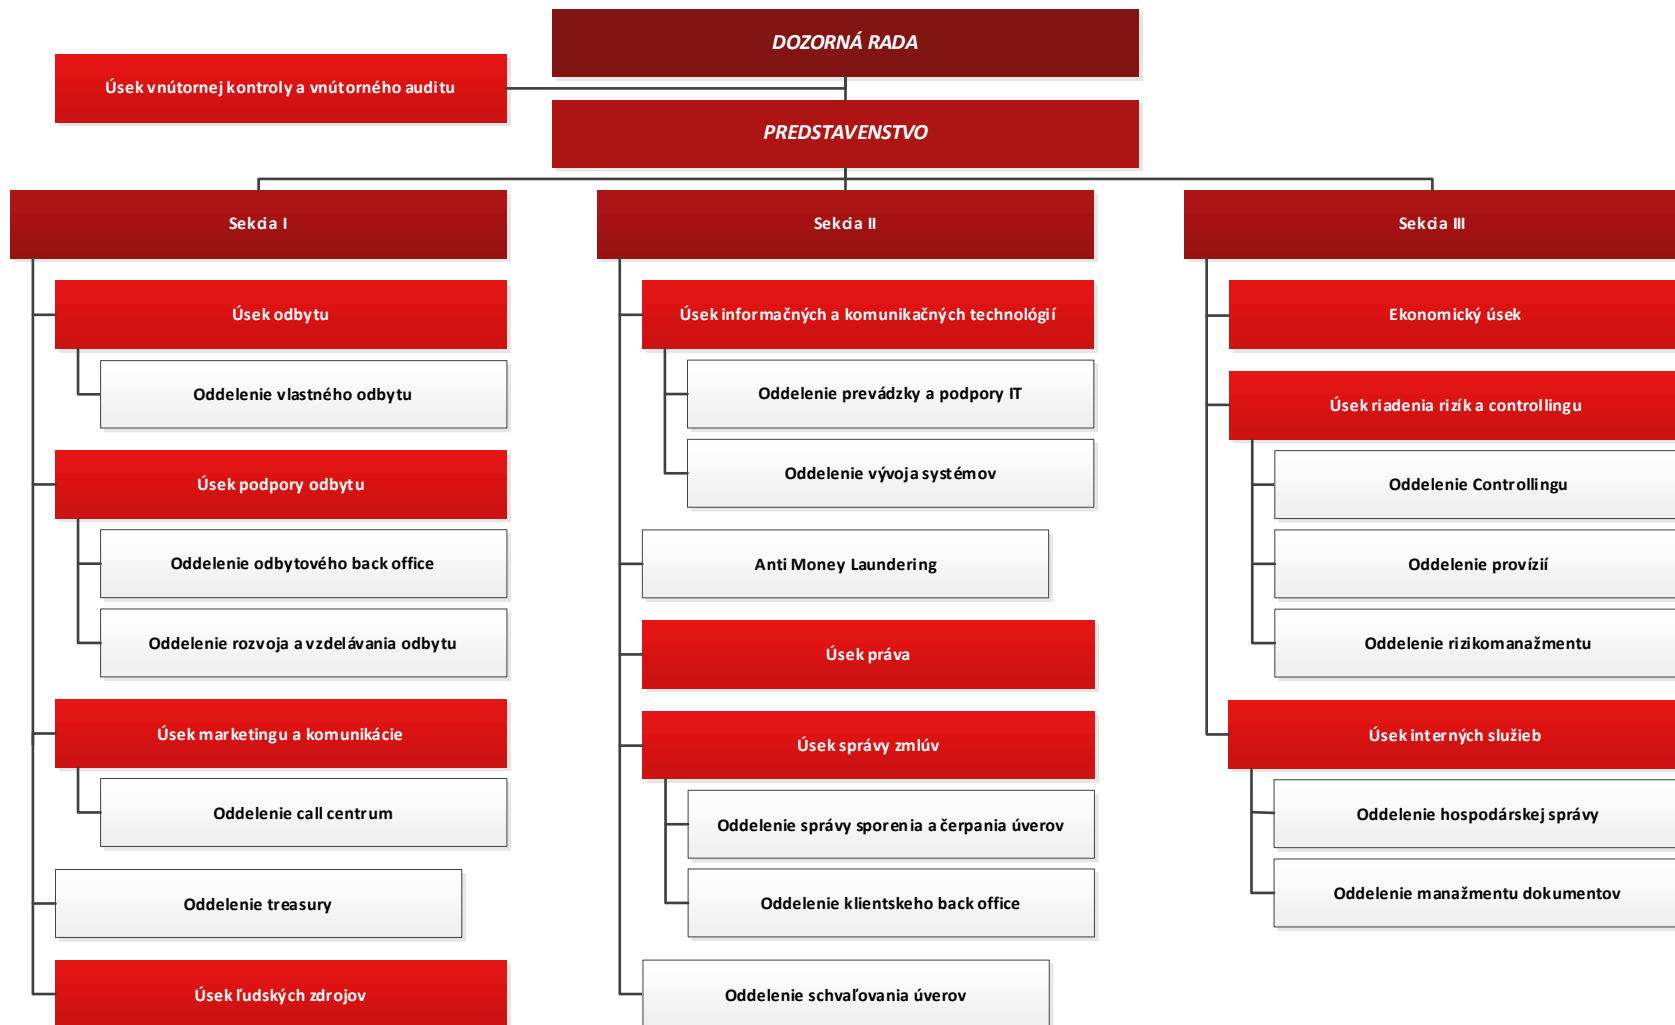 DOZORNÁ RADA
Úsek vnútornej kontroly a vnútorného auditu
PREDSTAVENSTVO
Sekcia I
Úsek odbytu
Oddelenie vlastného odbytu
Úsek podpory odbytu
Oddelenie odbytového back office
Oddelenie rozvoja a vzdelávania odbytu
Úsek marketingu a komunikácie
Oddelenie call centrum
Oddelenie treasury
Úsek ľudských zdrojov
Sekcia II
Úsek informačných a komunikačných technológií
Oddelenie prevádzky a podpory IT
Oddelenie vývoja systémov
Anti Money Laundering
Úsek práva
Úsek správy zmlúv
Oddelenie správy sporenia a čerpania úverov
Oddelenie klientskeho back office
Oddelenie schvaľovania úverov
Sekcia III
Ekonomický úsek
Úsek riadenia rizík a controllingu
Oddelenie Controllingu
Oddelenie provízií
Oddelenie rizikomanažmentu
Úsek interných služieb
Oddelenie hospodárskej správy
Oddelenie manažmentu dokumentov